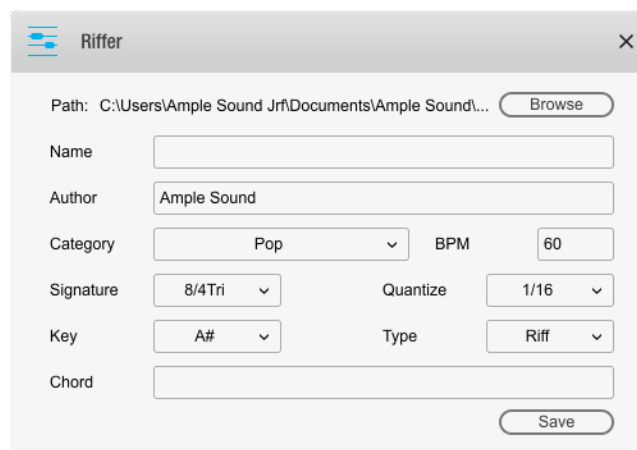 Riffer
Path: C:\Users\Ample Sound Jrf\Documents\Ample Sound\... Browse
Name
Author Ample Sound
Category Pop BPM 60
Signature 8/4Tri Quantize 1/16
Key A# Type Riff
Chord
Save